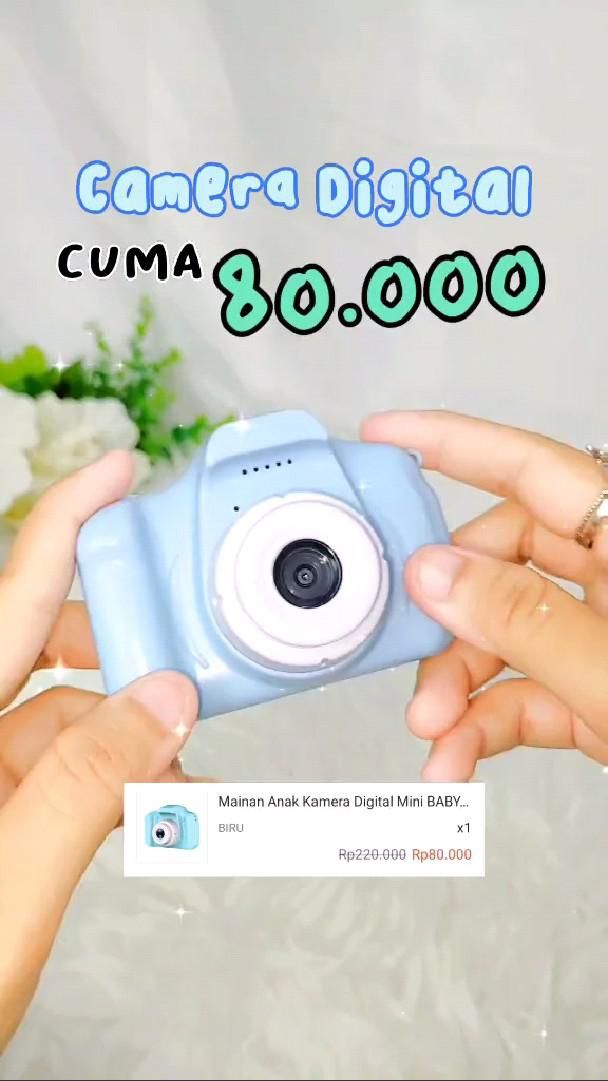 Camera Digital
CUMA 80.000
Mainan Anak Kamera Digital Mini BABY...
BIRU
x1
Rp220.000 Rp80.000